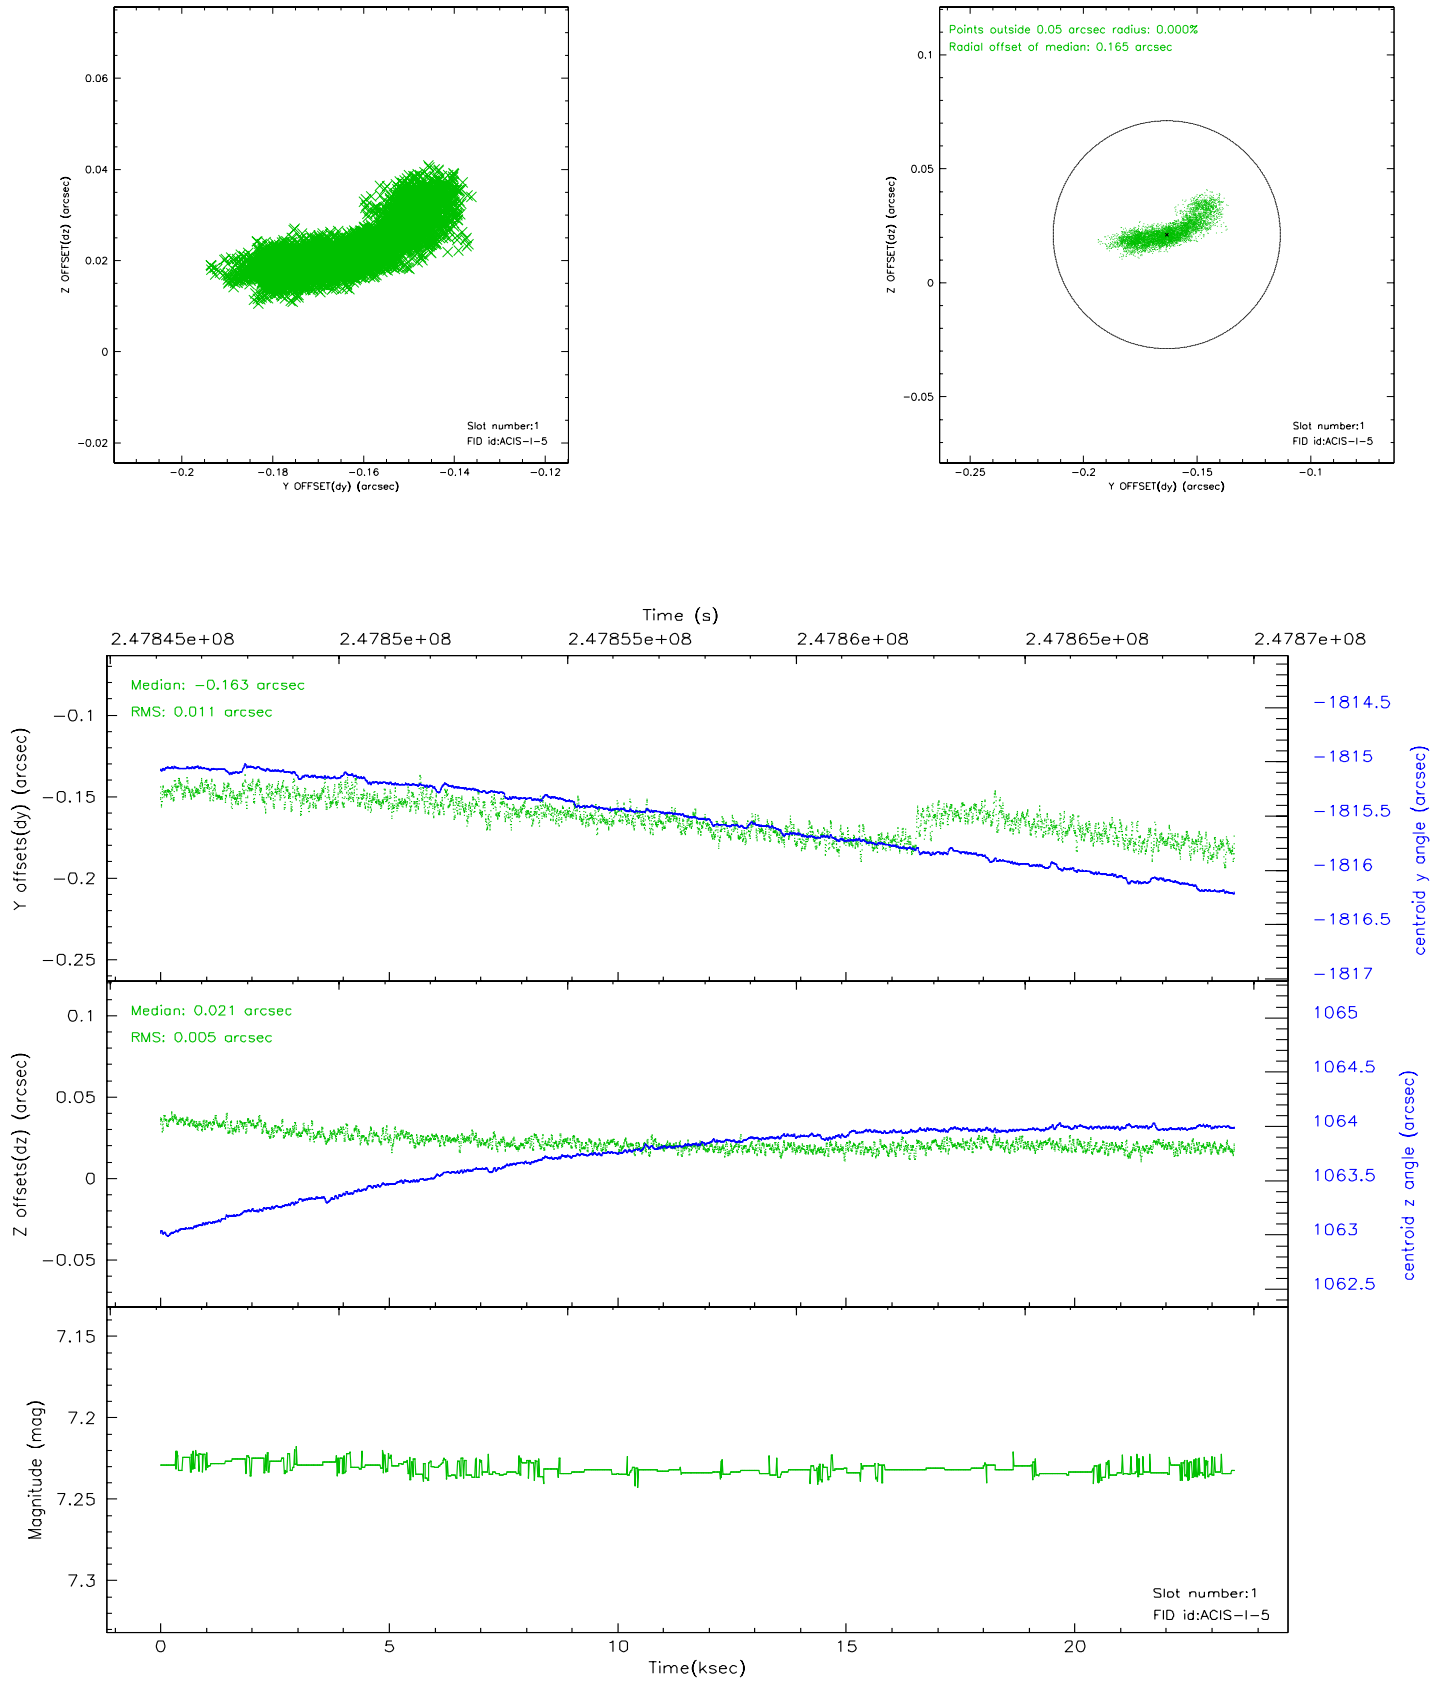 0.06
0.04
0.02
0
−0.02
Z OFFSET(dz) (arcsec)
−0.2 −0.18 −0.16 −0.14 −0.12
Y OFFSET(dy) (arcsec)
Slot number:1
FID id:ACIS−I−5
Points outside 0.05 arcsec radius: 0.000%
Radial offset of median: 0.165 arcsec
0.1
0.05
0
−0.05
Z OFFSET(dz) (arcsec)
−0.25 −0.2 −0.15 −0.1
Y OFFSET(dy) (arcsec)
Slot number:1
FID id:ACIS−I−5
Time (s)
2.47845e+08 2.4785e+08 2.47855e+08 2.4786e+08 2.47865e+08 2.4787e+08
Median: −0.163 arcsec
RMS: 0.011 arcsec
−0.1
−0.15
−0.2
−0.25
Y offsets(dy) (arcsec)
−1814.5
−1815
−1815.5
−1816
−1816.5
−1817
centroid y angle (arcsec)
Median: 0.021 arcsec
RMS: 0.005 arcsec
0.1
0.05
0
−0.05
Z offsets(dz) (arcsec)
1065
1064.5
1064
1063.5
1063
1062.5
centroid z angle (arcsec)
7.15
7.2
7.25
7.3
Magnitude (mag)
Slot number:1
FID id:ACIS−I−5
0 5 10 15 20
Time(ksec)